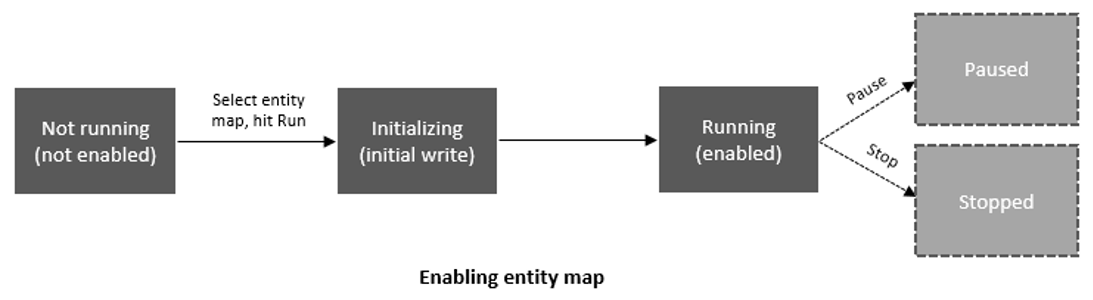 Not running
(not enabled)
Select entity
map, hit Run
Initializing
(initial write)
Running
(enabled)
Pause
Paused
Stop
Stopped
Enabling entity map